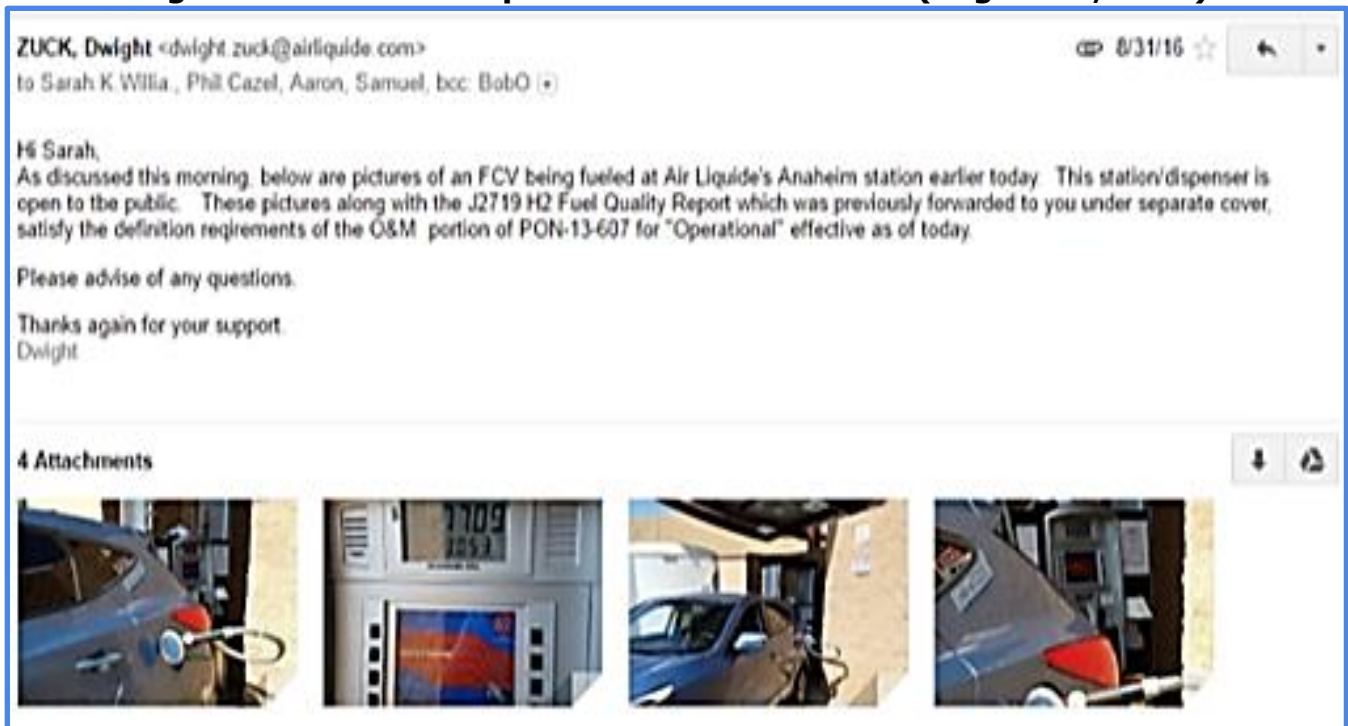 ZUCK, Dwight <dwight.zuck@airliquide.com>
8/31/16
to Sarah K Willia., Phil Cazel, Aaron, Samuel, bcc: BobO
Hi Sarah,
As discussed this morning, below are pictures of an FCV being fueled at Air Liquide's Anaheim station earlier today. This station/dispenser is
open to tbe public. These pictures along with the J2719 H2 Fuel Quality Report which was previously forwarded to you under separate cover,
satisfy the definition reqirements of the O&M portion of PON-13-607 for "Operational" effective as of today.
Please advise of any questions.
Thanks again for your support.
Dwight
4 Attachments
7709
3.053